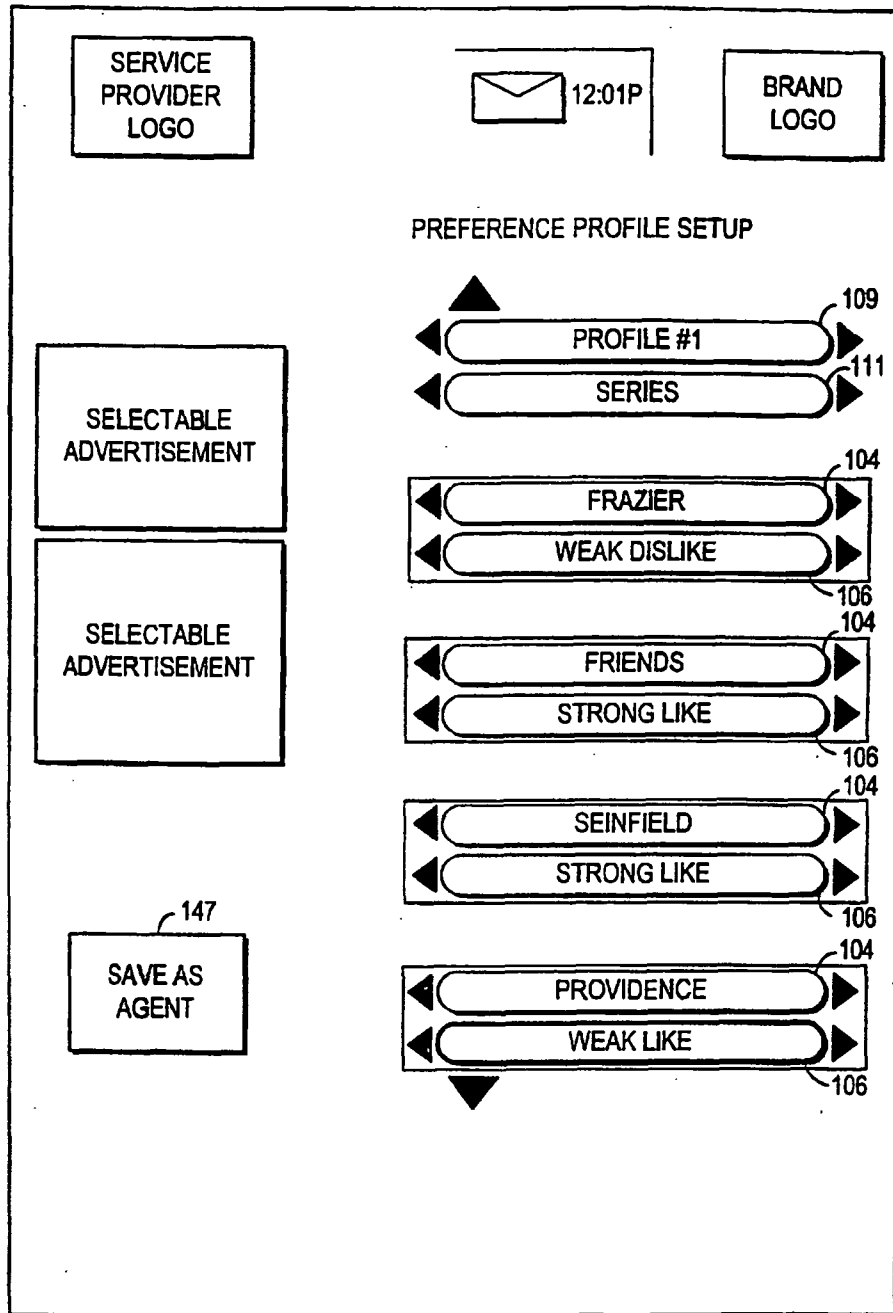 SERVICE
PROVIDER
LOGO
12:01P
BRAND
LOGO
PREFERENCE PROFILE SETUP
109
PROFILE #1
111
SERIES
SELECTABLE
ADVERTISEMENT
104
FRAZIER
WEAK DISLIKE
106
SELECTABLE
ADVERTISEMENT
104
FRIENDS
STRONG LIKE
106
104
SEINFIELD
STRONG LIKE
106
147
SAVE AS
AGENT
104
PROVIDENCE
WEAK LIKE
106